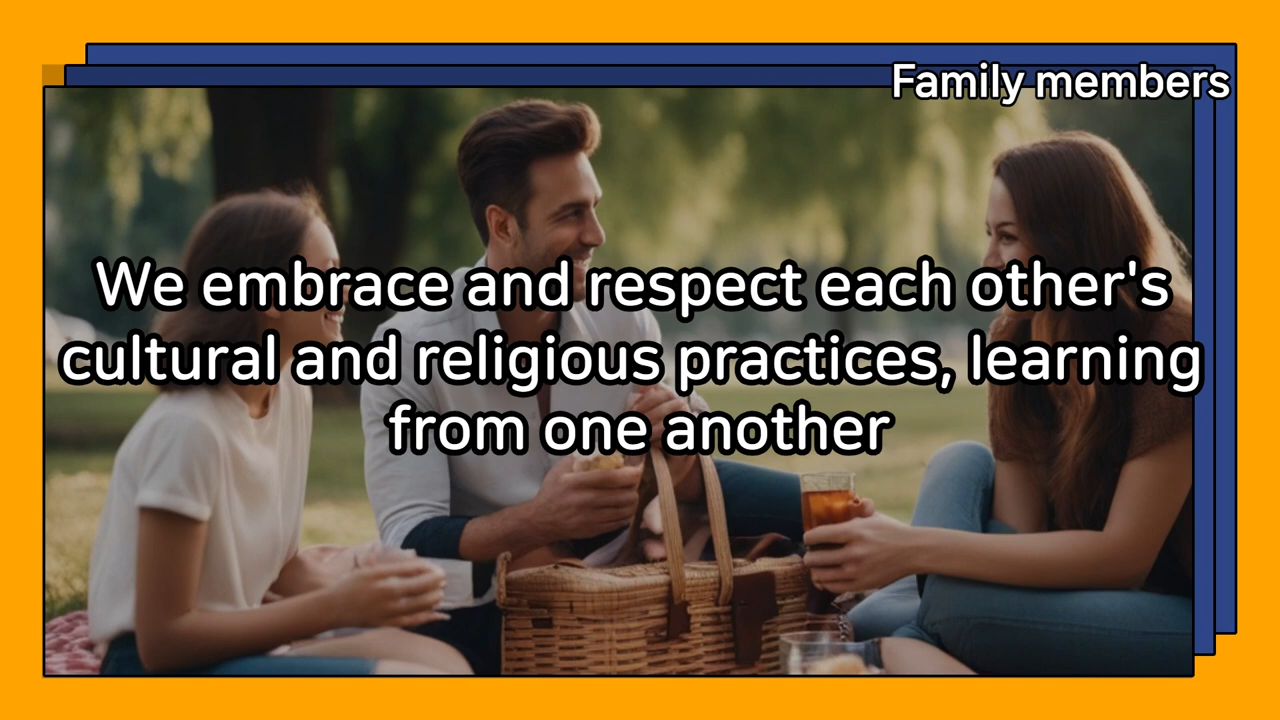 Family members
We embrace and respect each other's
cultural and religious practices, learning
from one another